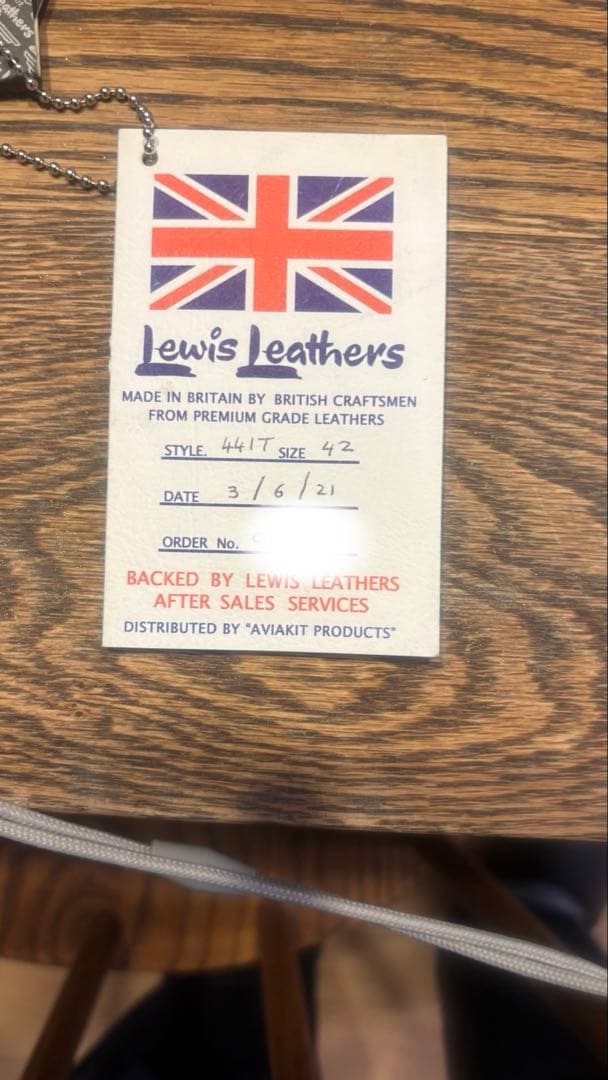 Leathers
Lewis Leathers
MADE IN BRITAIN BY BRITISH CRAFTSMEN
FROM PREMIUM GRADE LEATHERS
STYLE. 441T SIZE 42
DATE 3/6/21
ORDER No.
BACKED BY LEWIS LEATHERS
AFTER SALES SERVICES
DISTRIBUTED BY "AVIAKIT PRODUCTS"